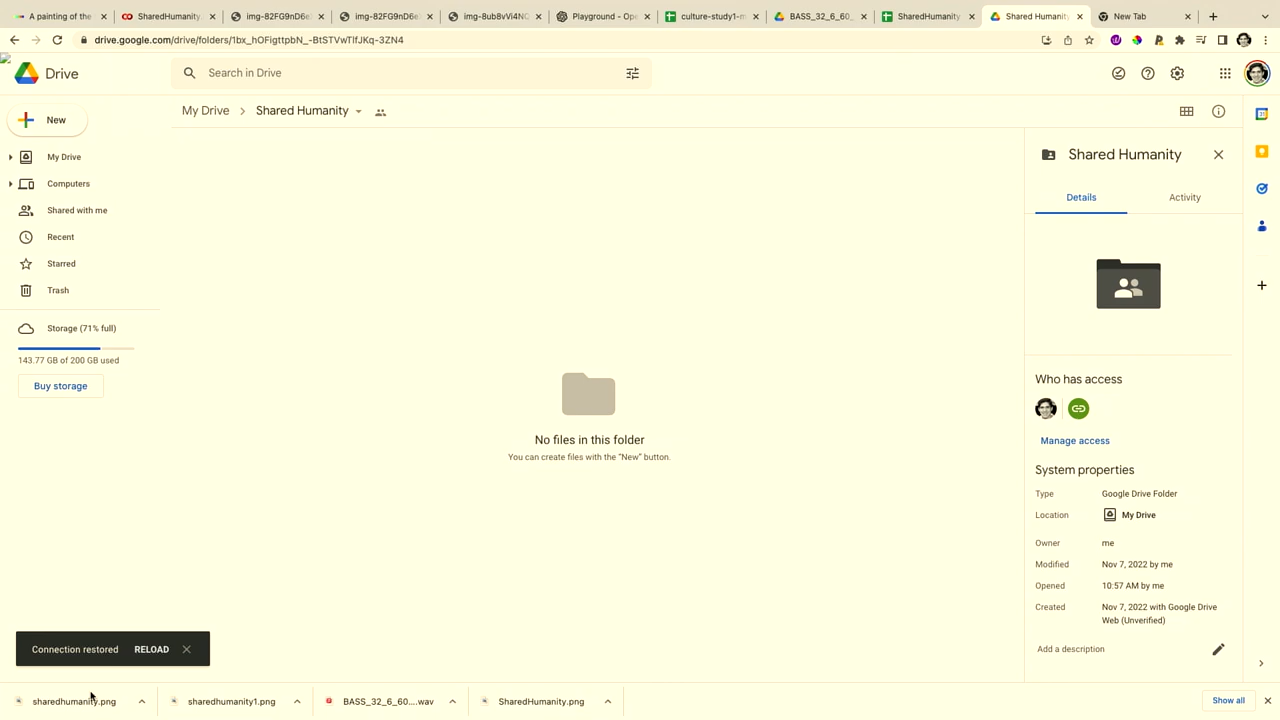 A painting of the
SharedHumanity
img-82FG9nD6e
img-82FG9nD6e
img-8ub8vVi4N
Playground - Ope
culture-study1-m
BASS_32_6_60_
SharedHumanity
Shared Humanity
New Tab
drive.google.com/drive/folders/1bx_hOFigttpbN_-BtSTVwTlfJKq-3ZN4
Drive
Search in Drive
New
My Drive > Shared Humanity
My Drive
Computers
Shared with me
Recent
Starred
Trash
Storage (71% full)
143.77 GB of 200 GB used
Buy storage
No files in this folder
You can create files with the "New" button.
Shared Humanity
Details Activity
Who has access
Manage access
System properties
Type Google Drive Folder
Location My Drive
Owner me
Modified Nov 7, 2022 by me
Opened 10:57 AM by me
Created Nov 7, 2022 with Google Drive
Web (Unverified)
Add a description
Connection restored RELOAD
sharedhumanity.png
sharedhumanity1.png
BASS_32_6_60....wav
SharedHumanity.png
Show all